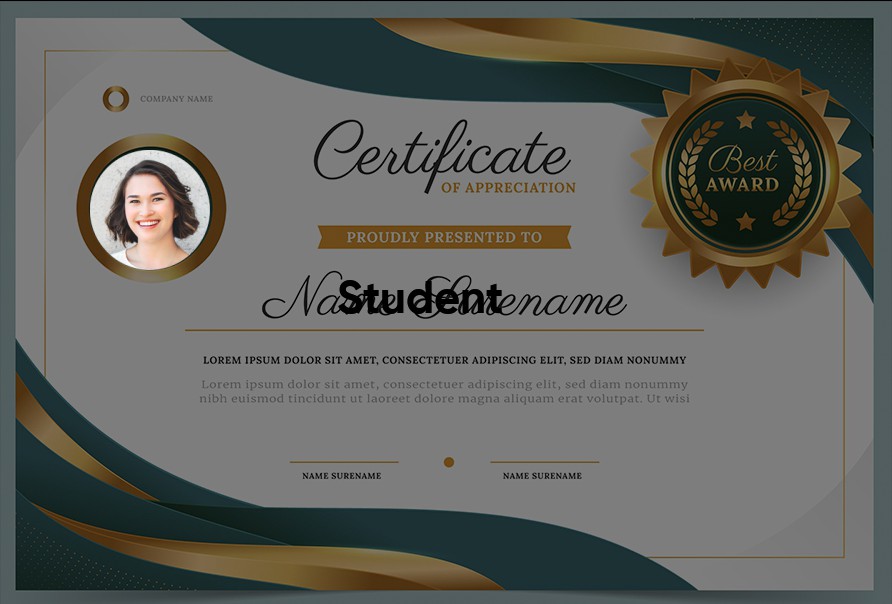 COMPANY NAME
Certificate
OF APPRECIATION
Best
AWARD
PROUDLY PRESENTED TO
Name Surename
Student
LOREM IPSUM DOLOR SIT AMET, CONSECTETUER ADIPISCING ELIT, SED DIAM NONUMMY
Lorem ipsum dolor sit amet, consectetuer adipiscing elit, sed diam nonummy
nibh euismod tincidunt ut laoreet dolore magna aliquam erat volutpat. Ut wisi
NAME SURENAME
NAME SURENAME